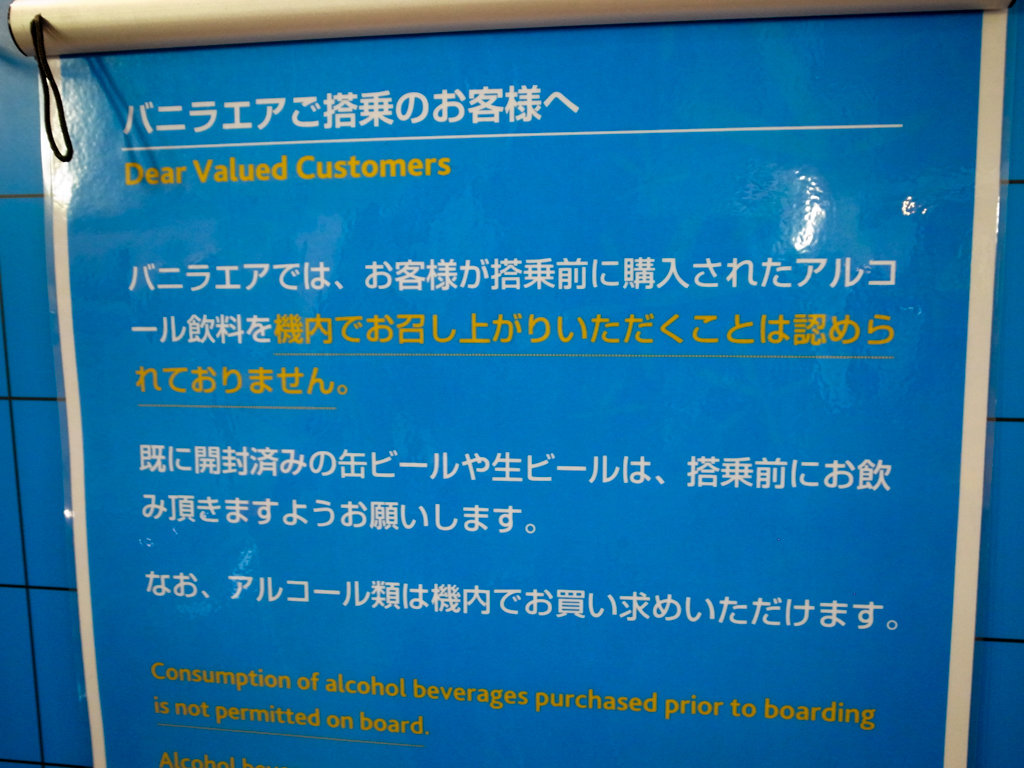 バニラエアご搭乗のお客様へ
Dear Valued Customers
バニラエアでは、お客様が搭乗前に購入されたアルコ
ール飲料を機内でお召し上がりいただくことは認めら
れておりません。
既に開封済みの缶ビールや生ビールは、搭乗前にお飲
み頂きますようお願いします。
なお、アルコール類は機内でお買い求めいただけます。
Consumption of alcohol beverages purchased prior to boarding
is not permitted on board.
Alcohol